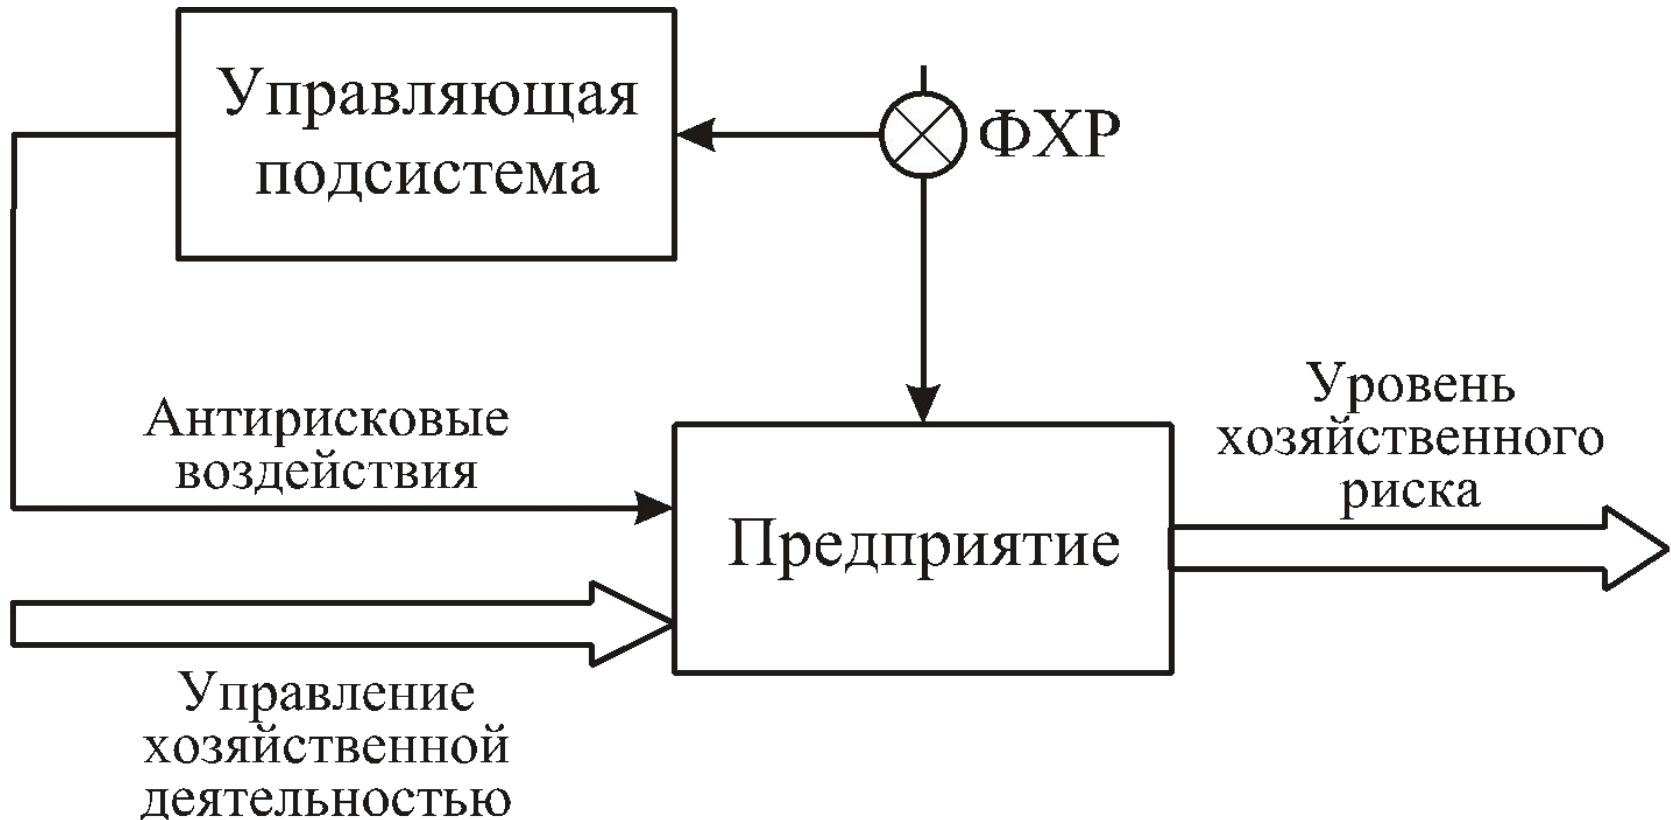 Управляющая
подсистема
ФХР
Антирисковые
воздействия
Уровень
хозяйственного
риска
Предприятие
Управление
хозяйственной
деятельностью